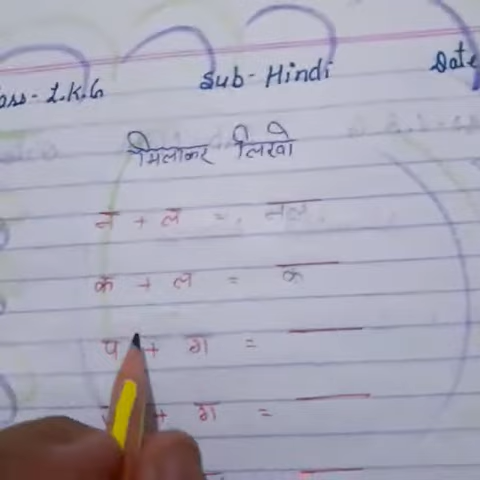 Class- L.K.G Sub- Hindi Date
मिलाकर लिखो
न + ल = नल
क + ल = क
प + ग =
+ ग =